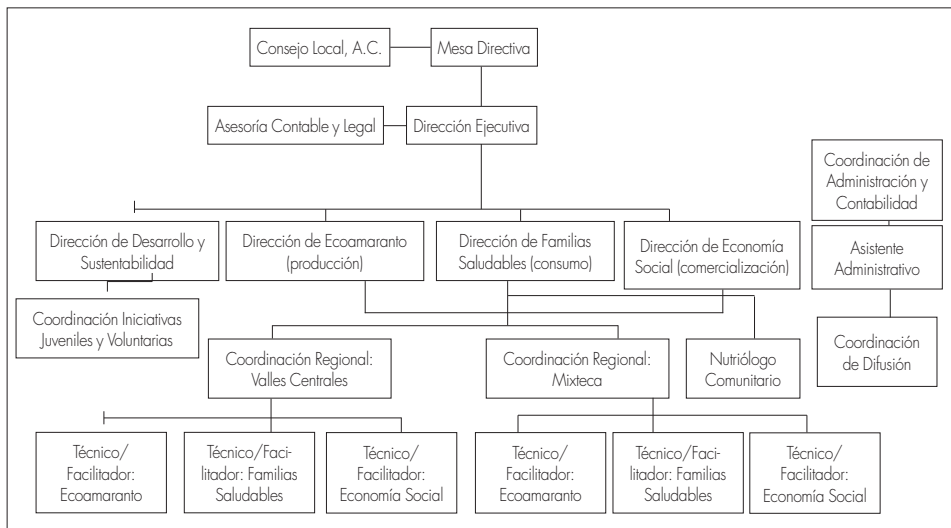 Consejo Local, A.C.
Mesa Directiva
Asesoría Contable y Legal
Dirección Ejecutiva
Coordinación de
Administración y
Contabilidad
Dirección de Desarrollo y
Sustentabilidad
Dirección de Ecoamaranto
(producción)
Dirección de Familias
Saludables (consumo)
Dirección de Economía
Social (comercialización)
Asistente
Administrativo
Coordinación Iniciativas
Juveniles y Voluntarias
Coordinación Regional:
Valles Centrales
Coordinación Regional:
Mixteca
Nutriólogo
Comunitario
Coordinación
de Difusión
Técnico/
Facilitador:
Ecoamaranto
Técnico/Faci-
litador: Familias
Saludables
Técnico/
Facilitador:
Economía Social
Técnico/
Facilitador:
Ecoamaranto
Técnico/Faci-
litador: Familias
Saludables
Técnico/
Facilitador:
Economía Social